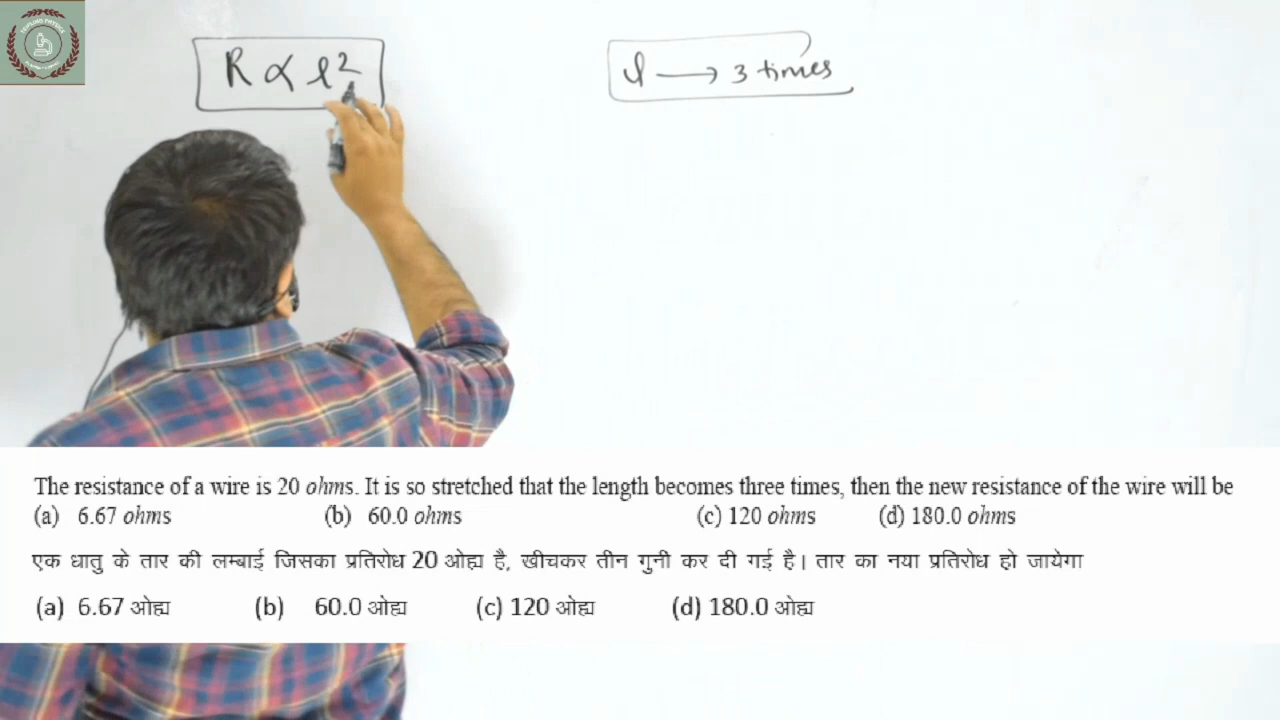 R ∝ l²
l → 3 times
The resistance of a wire is 20 ohms. It is so stretched that the length becomes three times, then the new resistance of the wire will be
(a) 6.67 ohms (b) 60.0 ohms (c) 120 ohms (d) 180.0 ohms
एक धातु के तार की लम्बाई जिसका प्रतिरोध 20 ओह्म है, खीचकर तीन गुनी कर दी गई है। तार का नया प्रतिरोध हो जायेगा
(a) 6.67 ओह्म (b) 60.0 ओह्म (c) 120 ओह्म (d) 180.0 ओह्म